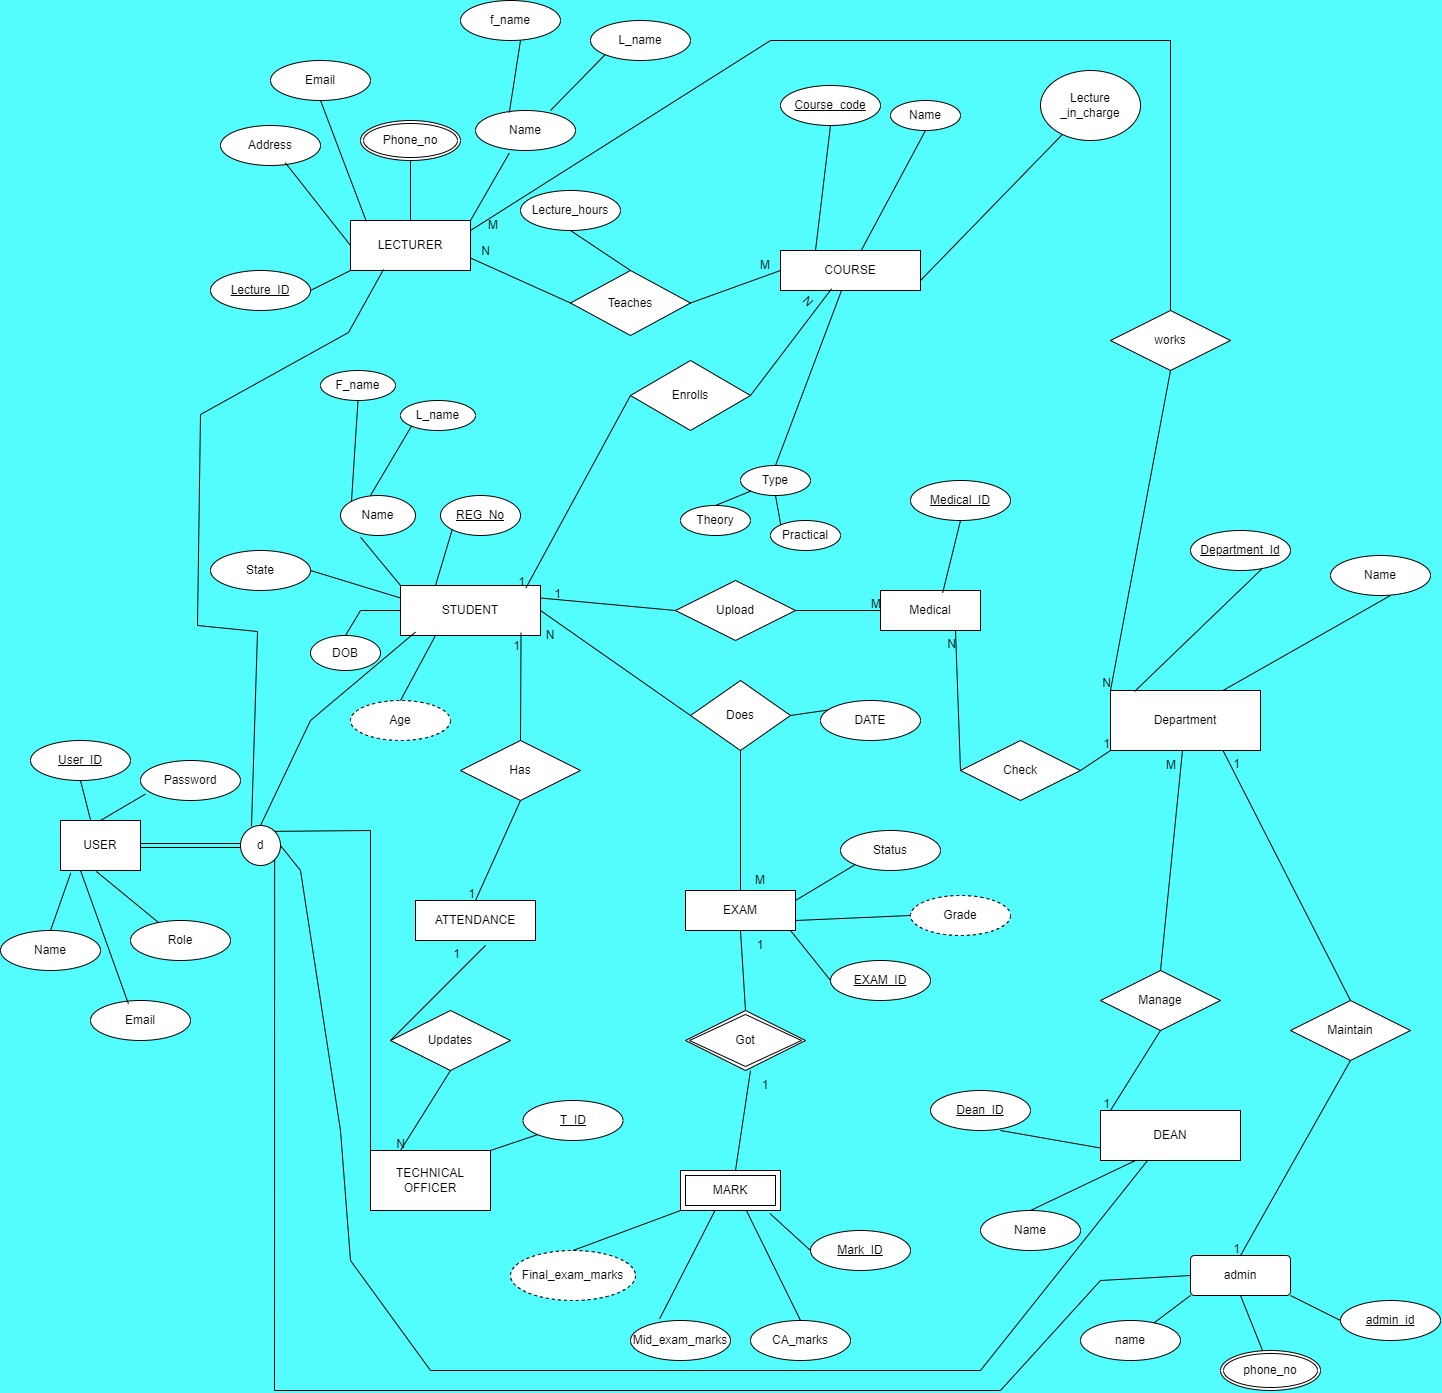 f_name
L_name
Email
Name
Phone_no
Address
Course_code
Name
Lecture
_in_charge
Lecture_hours
M
LECTURER
N
M
COURSE
Lecture_ID
Teaches
N
works
F_name
Enrolls
L_name
Type
Medical_ID
Name
REG_No
Theory
Practical
Department_Id
State
Name
1
1
STUDENT
Upload
M
Medical
N
1
N
DOB
N
Does
DATE
Age
Department
1
M
1
User_ID
Password
Has
Check
USER
d
Status
M
1
EXAM
Grade
ATTENDANCE
Name
Role
1
1
EXAM_ID
Manage
Email
Updates
Got
Maintain
1
1
Dean_ID
T_ID
N
DEAN
TECHNICAL
OFFICER
MARK
Name
Mark_ID
1
Final_exam_marks
admin
Mid_exam_marks
CA_marks
name
admin_id
phone_no